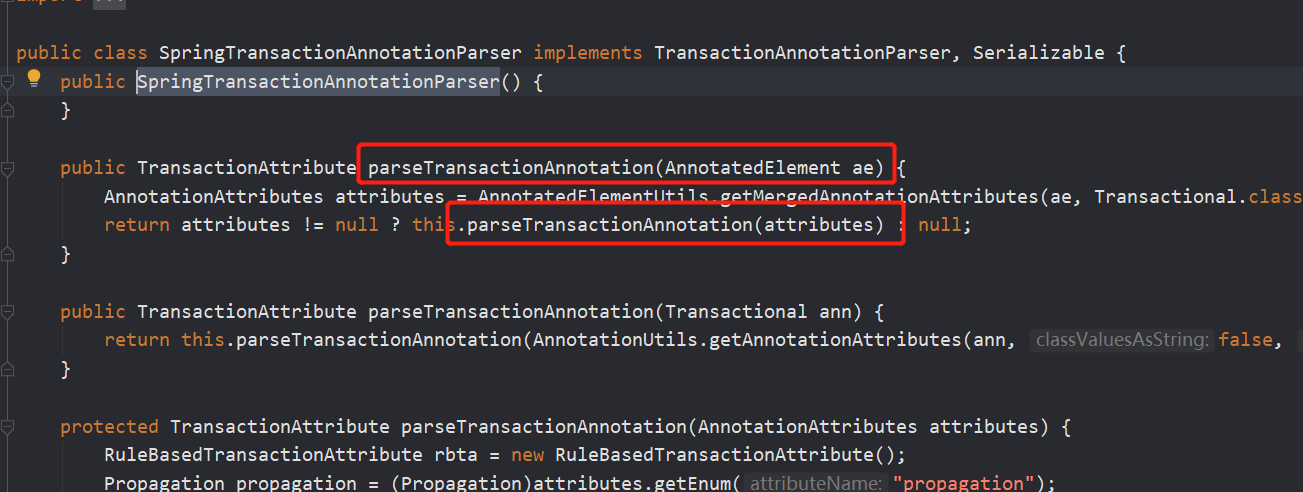 import ...
public class SpringTransactionAnnotationParser implements TransactionAnnotationParser, Serializable {
public SpringTransactionAnnotationParser() {
}
public TransactionAttribute parseTransactionAnnotation(AnnotatedElement ae) {
AnnotationAttributes attributes = AnnotatedElementUtils.getMergedAnnotationAttributes(ae, Transactional.class
return attributes != null ? this.parseTransactionAnnotation(attributes) : null;
}
public TransactionAttribute parseTransactionAnnotation(Transactional ann) {
return this.parseTransactionAnnotation(AnnotationUtils.getAnnotationAttributes(ann, classValuesAsString: false,
}
protected TransactionAttribute parseTransactionAnnotation(AnnotationAttributes attributes) {
RuleBasedTransactionAttribute rbta = new RuleBasedTransactionAttribute();
Propagation propagation = (Propagation)attributes.getEnum( attributeName: "propagation");